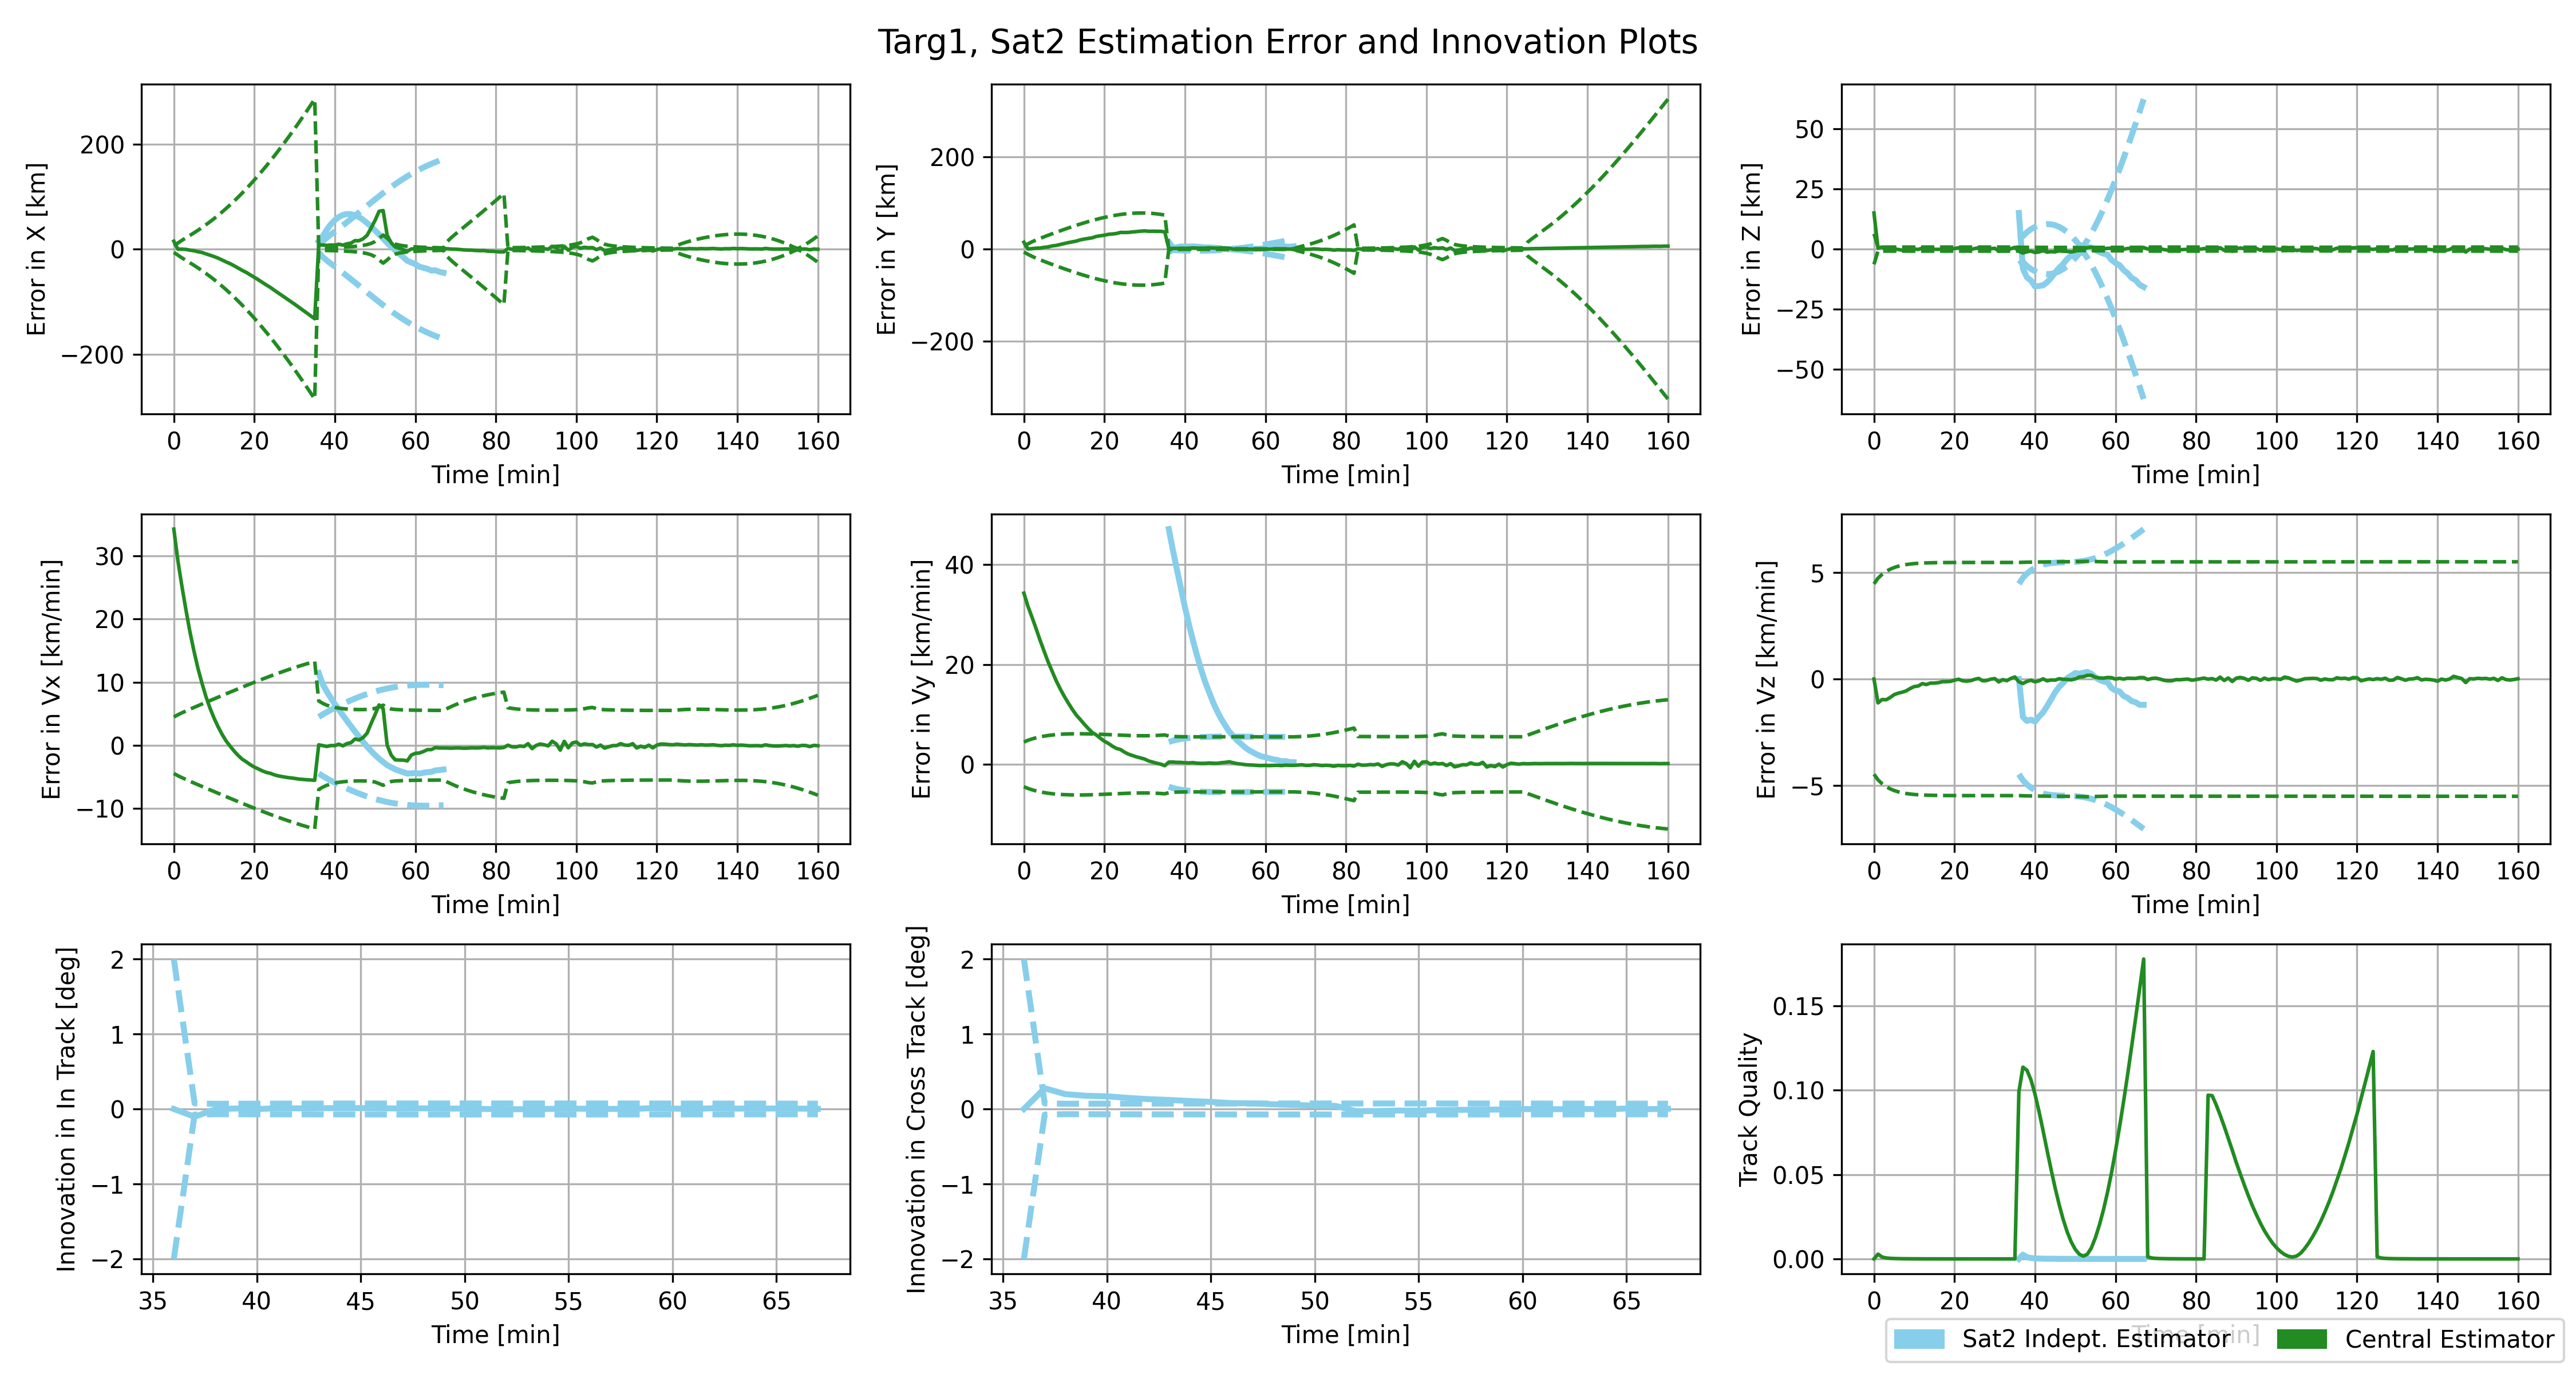 Targ1, Sat2 Estimation Error and Innovation Plots
Error in X [km]
200
0
−200
0 20 40 60 80 100 120 140 160
Time [min]
Error in Y [km]
200
0
−200
0 20 40 60 80 100 120 140 160
Time [min]
Error in Z [km]
50
25
0
−25
−50
0 20 40 60 80 100 120 140 160
Time [min]
Error in Vx [km/min]
30
20
10
0
−10
0 20 40 60 80 100 120 140 160
Time [min]
Error in Vy [km/min]
40
20
0
0 20 40 60 80 100 120 140 160
Time [min]
Error in Vz [km/min]
5
0
−5
0 20 40 60 80 100 120 140 160
Time [min]
Innovation in In Track [deg]
2
1
0
−1
−2
35 40 45 50 55 60 65
Time [min]
Innovation in Cross Track [deg]
2
1
0
−1
−2
35 40 45 50 55 60 65
Time [min]
Track Quality
0.15
0.10
0.05
0.00
0 20 40 60 80 100 120 140 160
Time [min]
Sat2 Indept. Estimator
Central Estimator